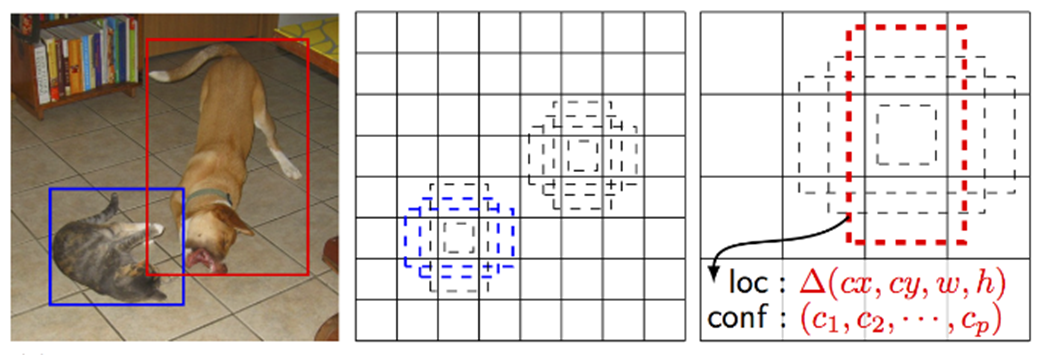 loc : Δ(cx, cy, w, h)
conf : (c₁, c₂, ⋯, cₚ)